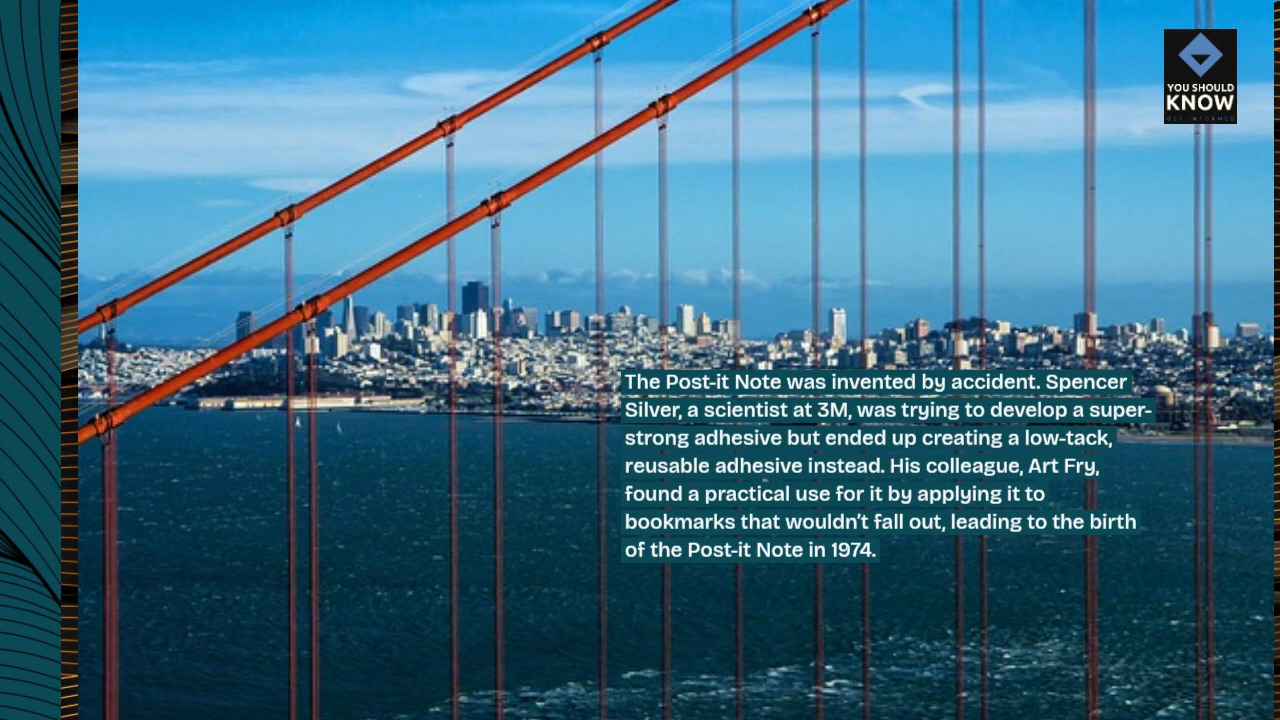 YOU SHOULD
KNOW
GET INFORMED
The Post-it Note was invented by accident. Spencer
Silver, a scientist at 3M, was trying to develop a super-
strong adhesive but ended up creating a low-tack,
reusable adhesive instead. His colleague, Art Fry,
found a practical use for it by applying it to
bookmarks that wouldn't fall out, leading to the birth
of the Post-it Note in 1974.